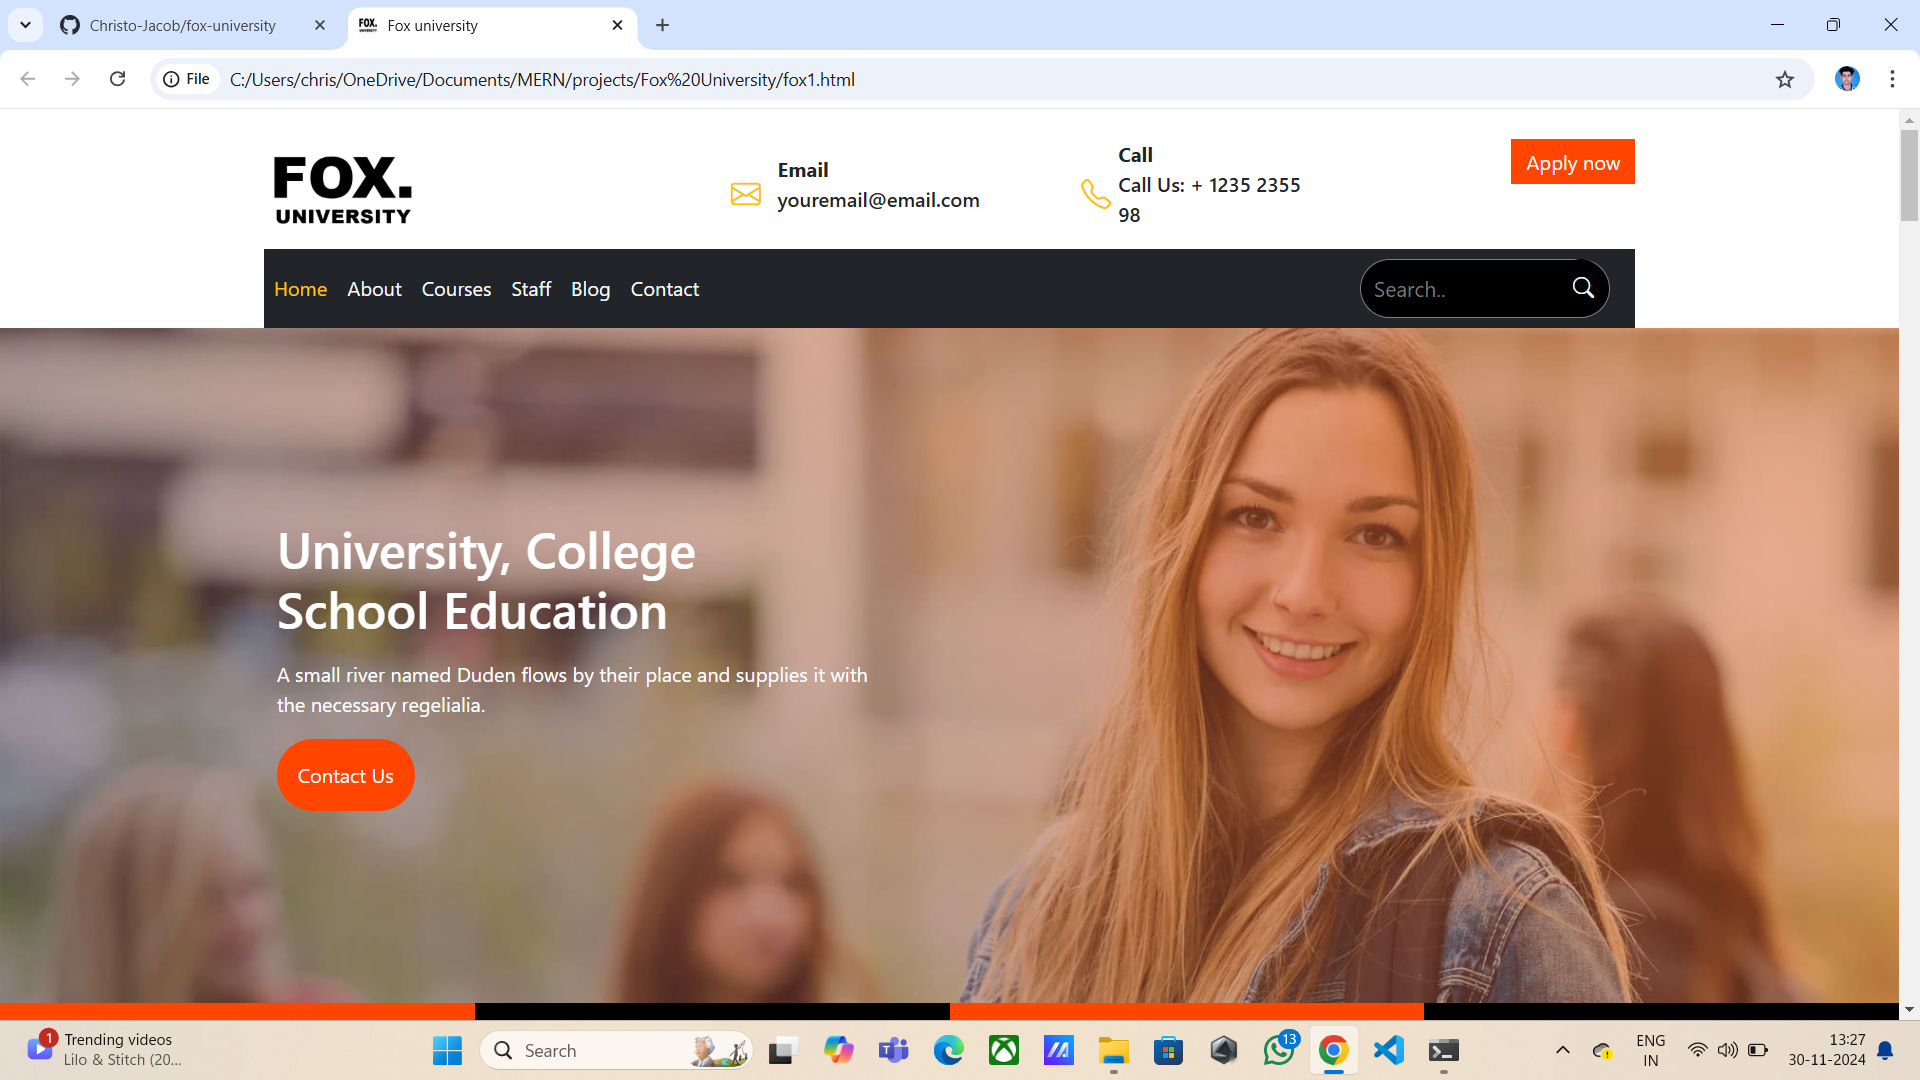 Christo-Jacob/fox-university
FOX.
UNIVERSITY
Fox university
File
C:/Users/chris/OneDrive/Documents/MERN/projects/Fox%20University/fox1.html
FOX.
UNIVERSITY
Email
youremail@email.com
Call
Call Us: + 1235 2355
98
Apply now
Home About Courses Staff Blog Contact
Search..
University, College
School Education
A small river named Duden flows by their place and supplies it with
the necessary regelialia.
Contact Us
1
Trending videos
Lilo & Stitch (20...
Search
13
ENG
IN
13:27
30-11-2024